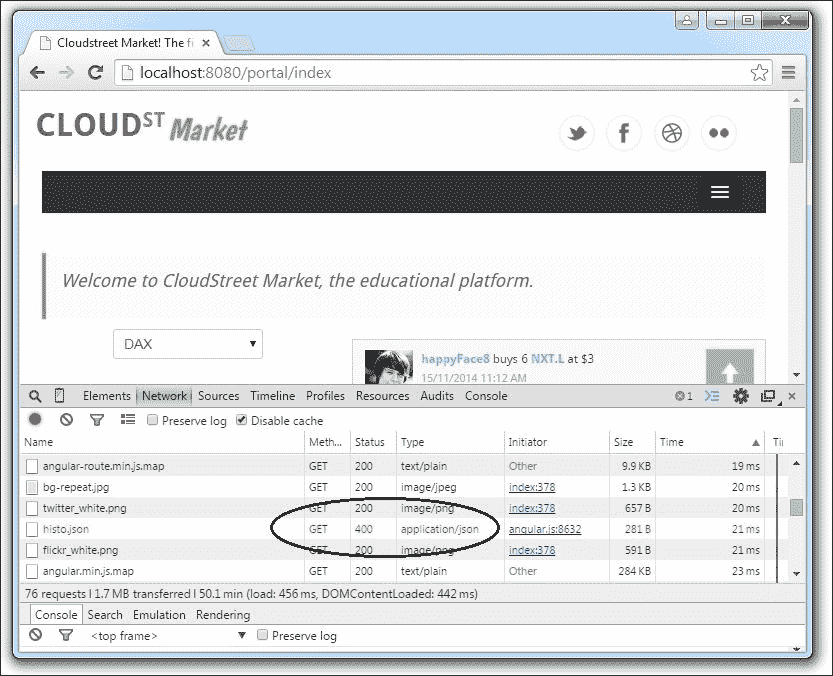 Cloudstreet Market! The fi
localhost:8080/portal/index
CLOUDST Market
Welcome to CloudStreet Market, the educational platform.
DAX
happyFace8 buys 6 NXT.L at $3
15/11/2014 11:12 AM
Elements Network Sources Timeline Profiles Resources Audits Console 1
Preserve log Disable cache
Name Meth... Status Type Initiator Size Time Ti
angular-route.min.js.map GET 200 text/plain Other 9.9 KB 19 ms
bg-repeat.jpg GET 200 image/jpeg index:378 1.3 KB 20 ms
twitter_white.png GET 200 image/png index:378 657 B 20 ms
histo.json GET 400 application/json angular.js:8632 281 B 21 ms
flickr_white.png GET 200 image/png index:378 591 B 21 ms
angular.min.js.map GET 200 text/plain Other 284 KB 23 ms
76 requests l 1.7 MB transferred l 50.1 min (load: 456 ms, DOMContentLoaded: 442 ms)
Console Search Emulation Rendering
<top frame> Preserve log